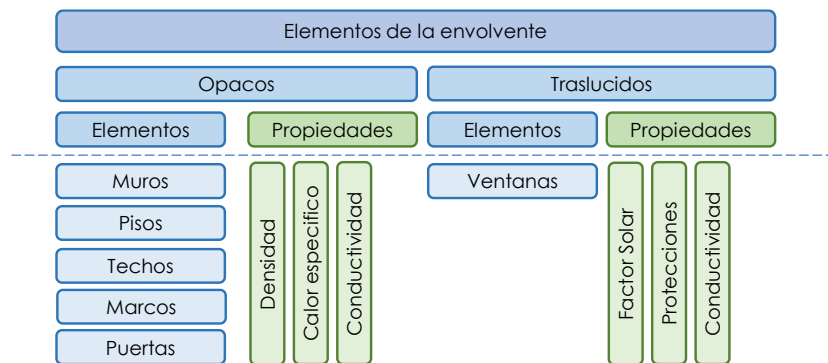 Elementos de la envolvente
Opacos
Traslucidos
Elementos
Propiedades
Elementos
Propiedades
Muros
Pisos
Techos
Marcos
Puertas
Densidad
Calor especifico
Conductividad
Ventanas
Factor Solar
Protecciones
Conductividad